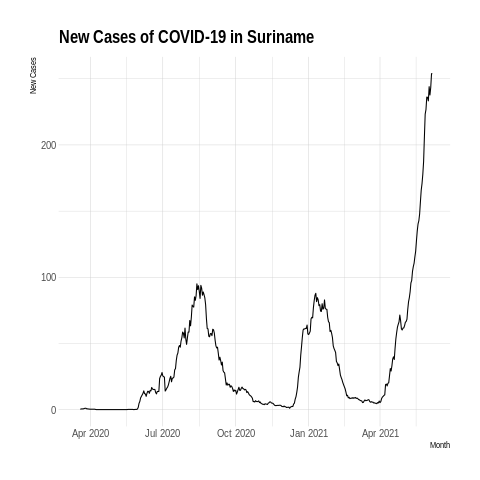 New Cases of COVID-19 in Suriname
New Cases
200
100
0
Apr 2020 Jul 2020 Oct 2020 Jan 2021 Apr 2021
Month